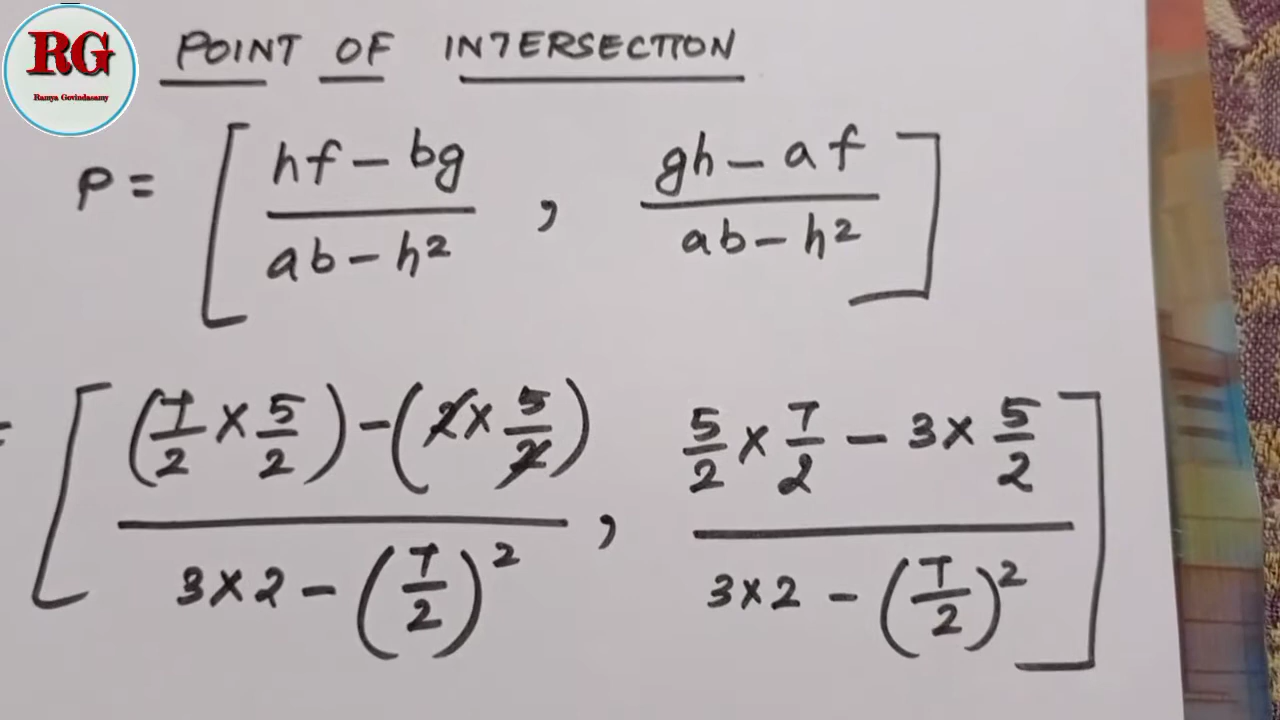 RG
Ramya Govindasamy
POINT OF INTERSECTION
P = [ (hf - bg)/(ab - h²) , (gh - af)/(ab - h²) ]
= [ ((7/2 × 5/2) - (2 × 5/2))/(3×2 - (7/2)²) , (5/2 × 7/2 - 3 × 5/2)/(3×2 - (7/2)²) ]